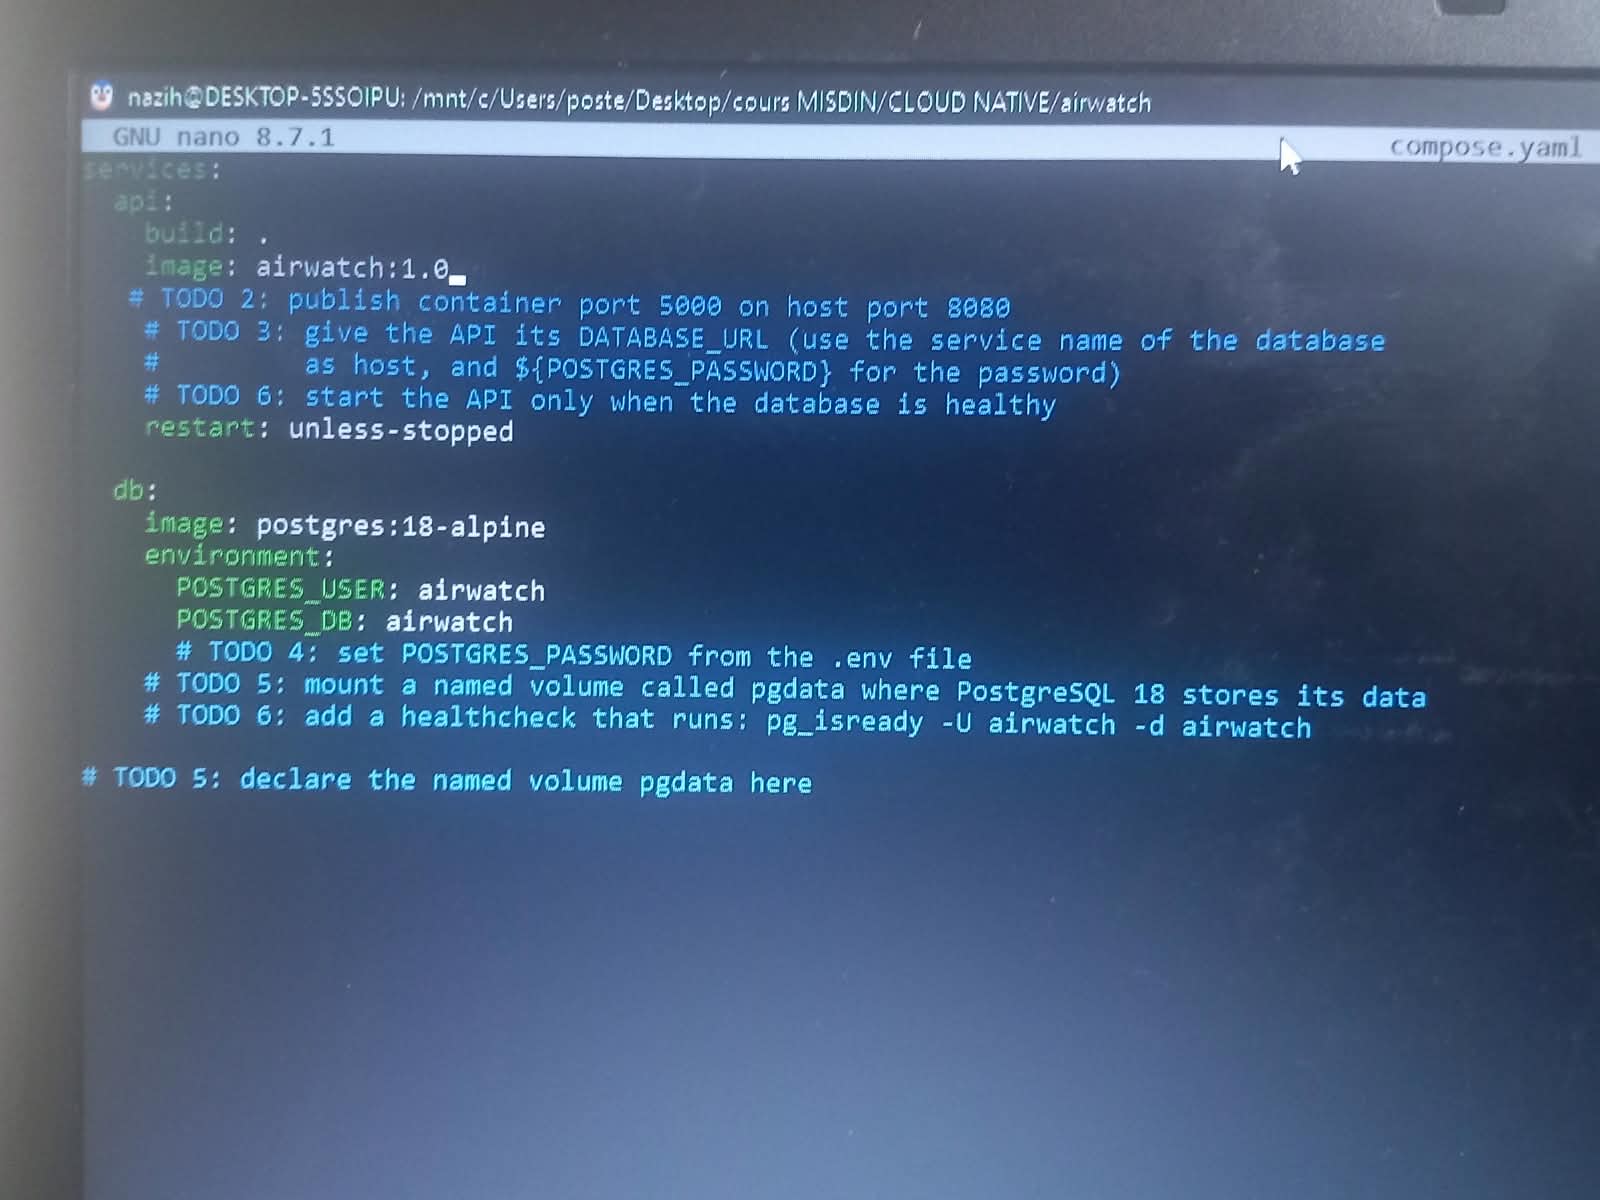 nazih@DESKTOP-5SSOIPU: /mnt/c/Users/poste/Desktop/cours MISDIN/CLOUD NATIVE/airwatch
GNU nano 8.7.1 compose.yaml
services:
  api:
    build: .
    image: airwatch:1.0
   # TODO 2: publish container port 5000 on host port 8080
    # TODO 3: give the API its DATABASE_URL (use the service name of the database
    #         as host, and ${POSTGRES_PASSWORD} for the password)
    # TODO 6: start the API only when the database is healthy
    restart: unless-stopped

  db:
    image: postgres:18-alpine
    environment:
      POSTGRES_USER: airwatch
      POSTGRES_DB: airwatch
      # TODO 4: set POSTGRES_PASSWORD from the .env file
    # TODO 5: mount a named volume called pgdata where PostgreSQL 18 stores its data
    # TODO 6: add a healthcheck that runs: pg_isready -U airwatch -d airwatch

# TODO 5: declare the named volume pgdata here